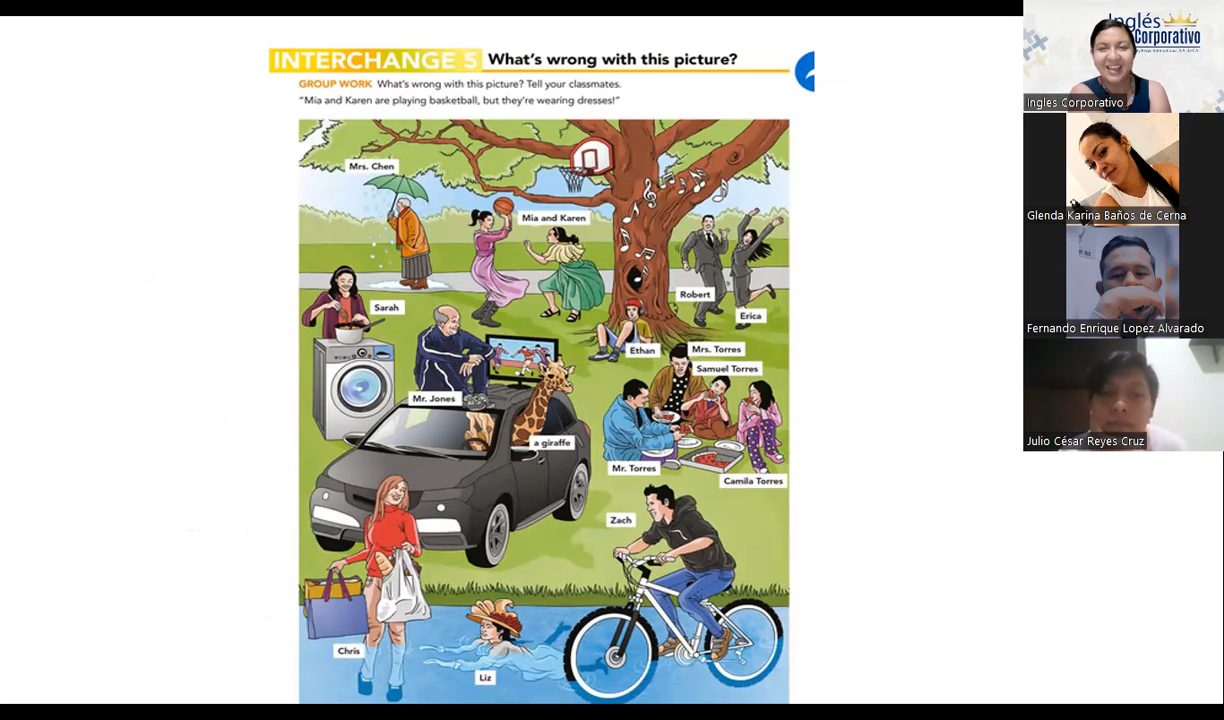 INTERCHANGE 5 What's wrong with this picture?
GROUP WORK What's wrong with this picture? Tell your classmates.
"Mia and Karen are playing basketball, but they're wearing dresses!"
Mrs. Chen
Mia and Karen
Robert
Erica
Sarah
Ethan
Mrs. Torres
Samuel Torres
Mr. Jones
a giraffe
Mr. Torres
Camila Torres
Zach
Chris
Liz
Inglés
Corporativo
Ingles Corporativo
Glenda Karina Baños de Cerna
Fernando Enrique Lopez Alvarado
Julio César Reyes Cruz